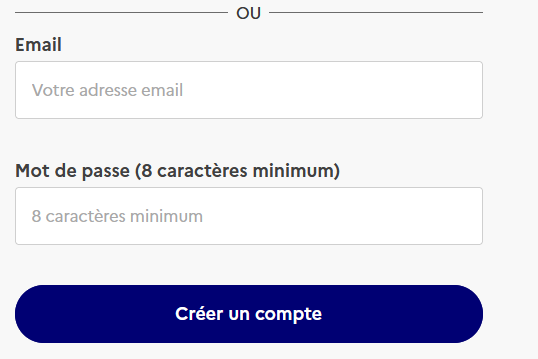 OU
Email
Votre adresse email
Mot de passe (8 caractères minimum)
8 caractères minimum
Créer un compte